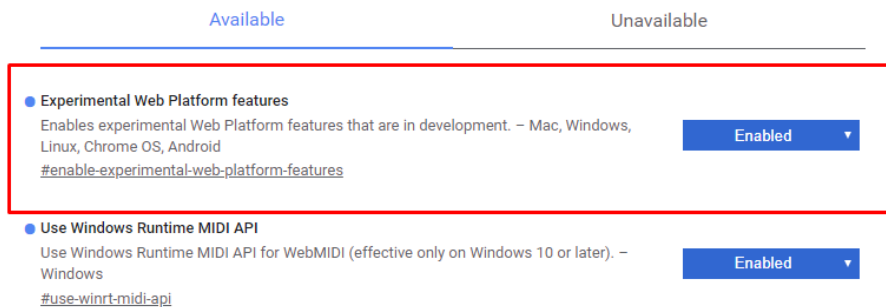 Available
Unavailable
Experimental Web Platform features
Enables experimental Web Platform features that are in development. – Mac, Windows,
Linux, Chrome OS, Android
#enable-experimental-web-platform-features
Enabled
Use Windows Runtime MIDI API
Use Windows Runtime MIDI API for WebMIDI (effective only on Windows 10 or later). –
Windows
#use-winrt-midi-api
Enabled